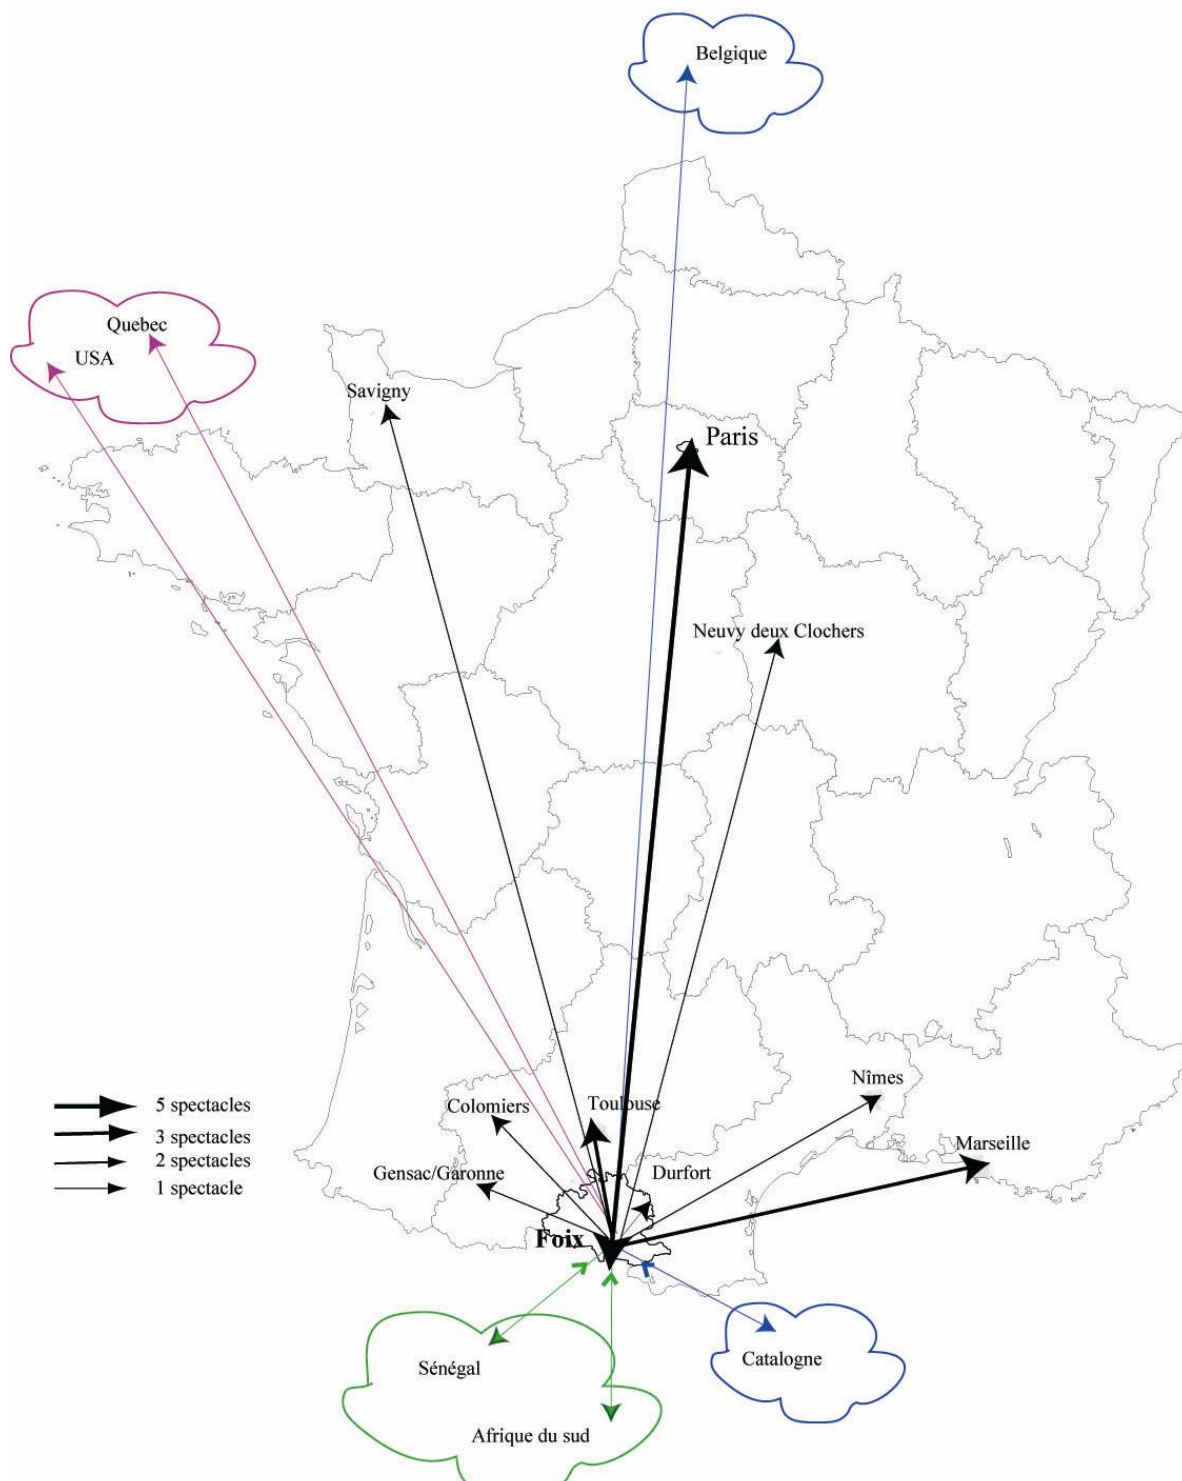 Belgique
Quebec
USA
Savigny
Paris
Neuvy deux Clochers
Nîmes
Colomiers
Toulouse
5 spectacles
3 spectacles
2 spectacles
1 spectacle
Marseille
Gensac/Garonne
Durfort
Foix
Sénégal
Catalogne
Afrique du sud